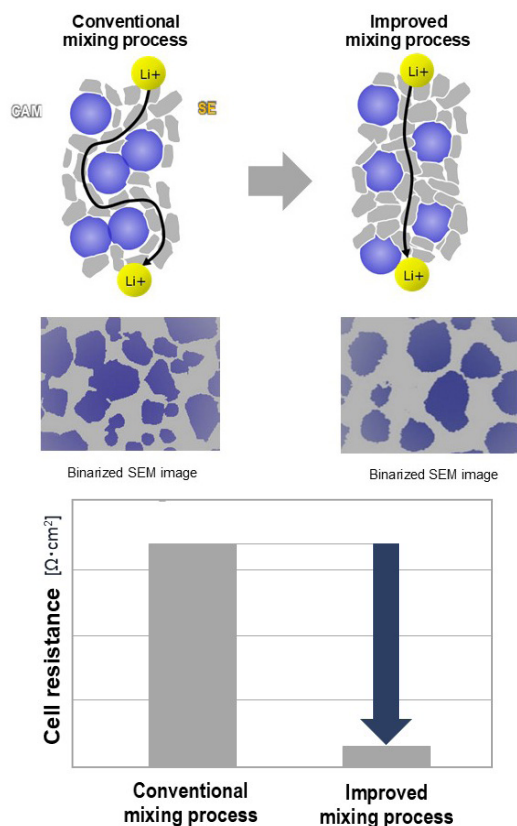 Conventional
mixing process
Improved
mixing process
Li+
Li+
CAM
SE
Li+
Li+
Binarized SEM image
Binarized SEM image
Cell resistance [Ω·cm²]
Conventional
mixing process
Improved
mixing process